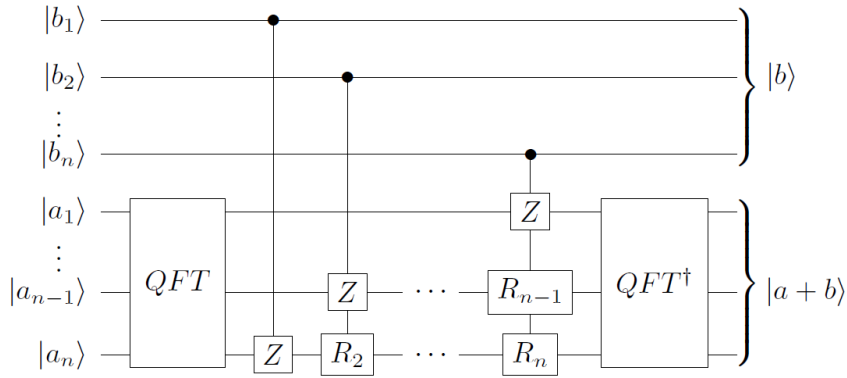 |b₁⟩
|b₂⟩ |b⟩
⋮
|bₙ⟩
|a₁⟩ Z
⋮
QFT QFT†
|aₙ₋₁⟩ Z ⋯ Rₙ₋₁ |a + b⟩
|aₙ⟩ Z R₂ ⋯ Rₙ